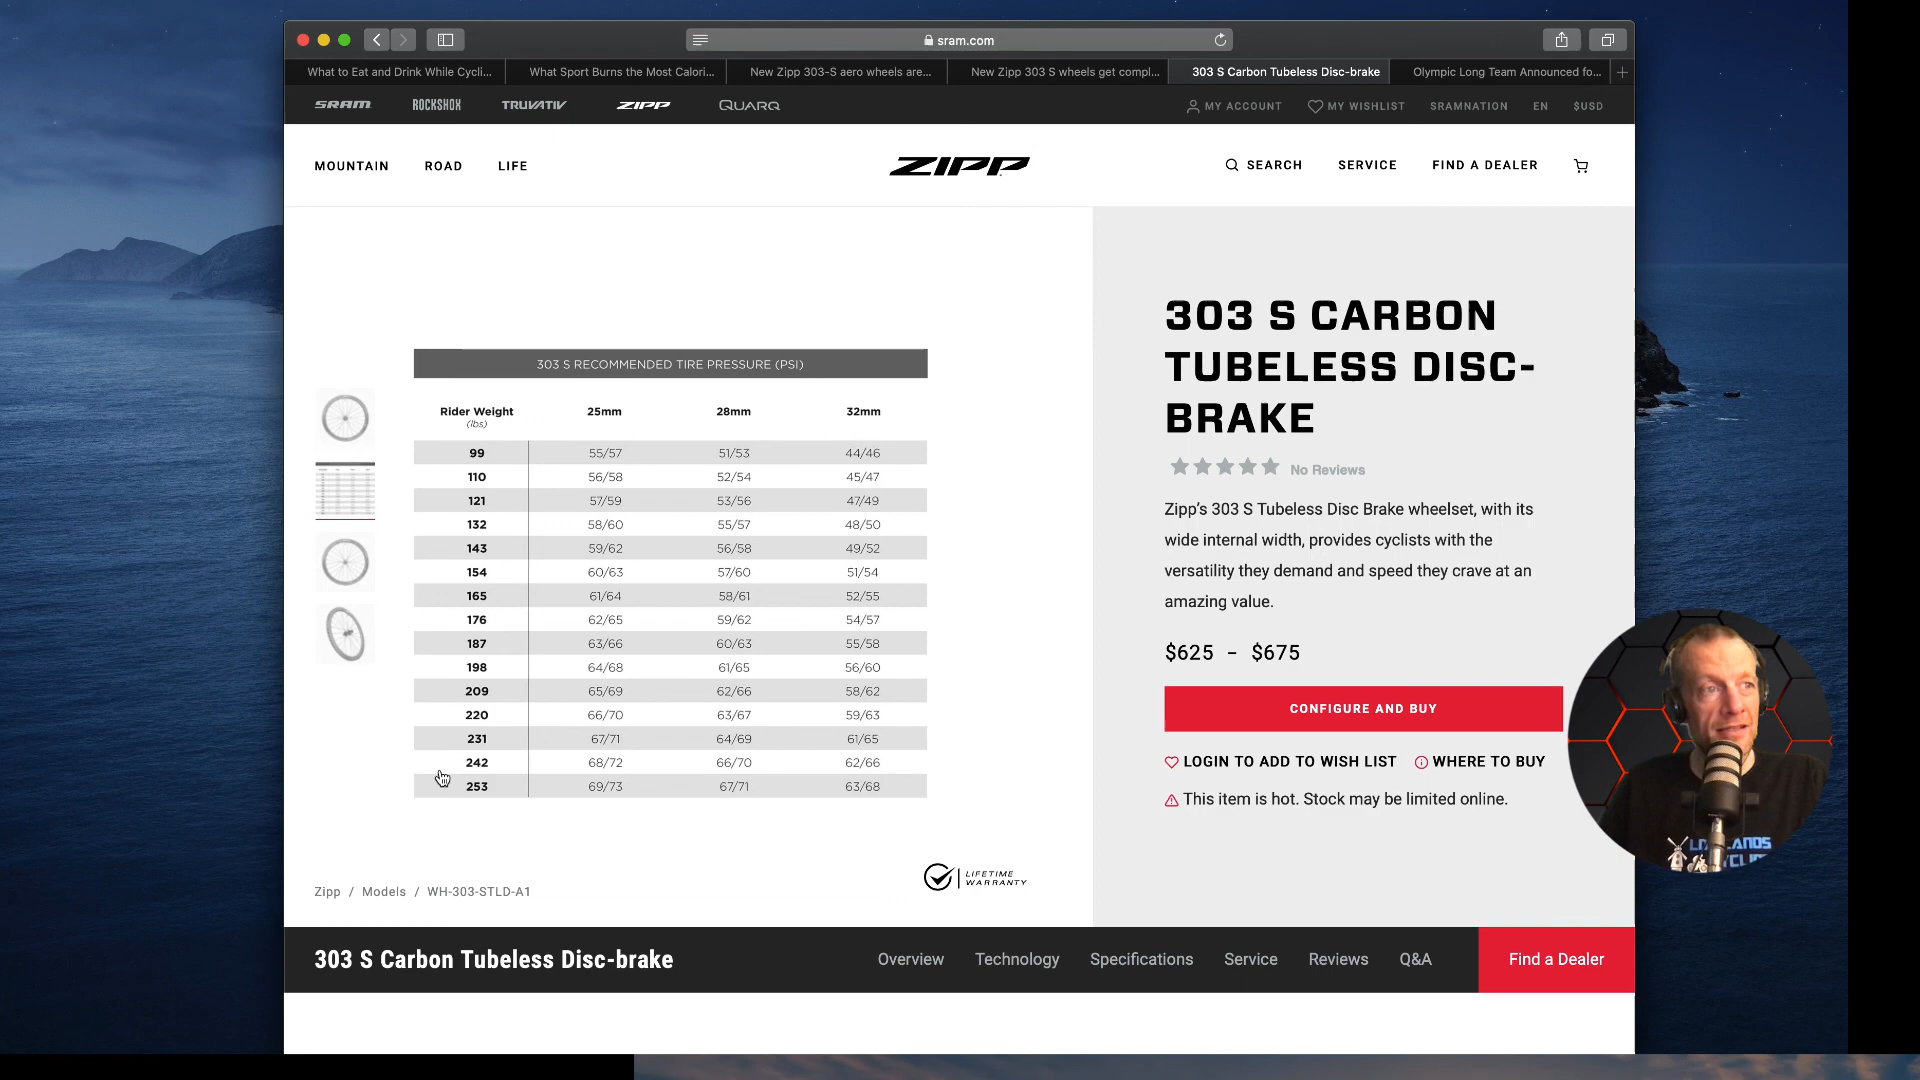 sram.com
What to Eat and Drink While Cycli...
What Sport Burns the Most Calori...
New Zipp 303-S aero wheels are...
New Zipp 303 S wheels get compl...
303 S Carbon Tubeless Disc-brake
Olympic Long Team Announced fo...
SRAM ROCKSHOX TRUVATIV ZIPP QUARQ
MY ACCOUNT MY WISHLIST SRAMNATION EN $USD
MOUNTAIN ROAD LIFE
ZIPP
SEARCH SERVICE FIND A DEALER
303 S RECOMMENDED TIRE PRESSURE (PSI)
Rider Weight 25mm 28mm 32mm
(lbs)
99 55/57 51/53 44/46
110 56/58 52/54 45/47
121 57/59 53/56 47/49
132 58/60 55/57 48/50
143 59/62 56/58 49/52
154 60/63 57/60 51/54
165 61/64 58/61 52/55
176 62/65 59/62 54/57
187 63/66 60/63 55/58
198 64/68 61/65 56/60
209 65/69 62/66 58/62
220 66/70 63/67 59/63
231 67/71 64/69 61/65
242 68/72 66/70 62/66
253 69/73 67/71 63/68
LIFETIME
WARRANTY
Zipp / Models / WH-303-STLD-A1
303 S CARBON
TUBELESS DISC-
BRAKE
No Reviews
Zipp's 303 S Tubeless Disc Brake wheelset, with its
wide internal width, provides cyclists with the
versatility they demand and speed they crave at an
amazing value.
$625 - $675
CONFIGURE AND BUY
LOGIN TO ADD TO WISH LIST WHERE TO BUY
This item is hot. Stock may be limited online.
303 S Carbon Tubeless Disc-brake
Overview Technology Specifications Service Reviews Q&A Find a Dealer